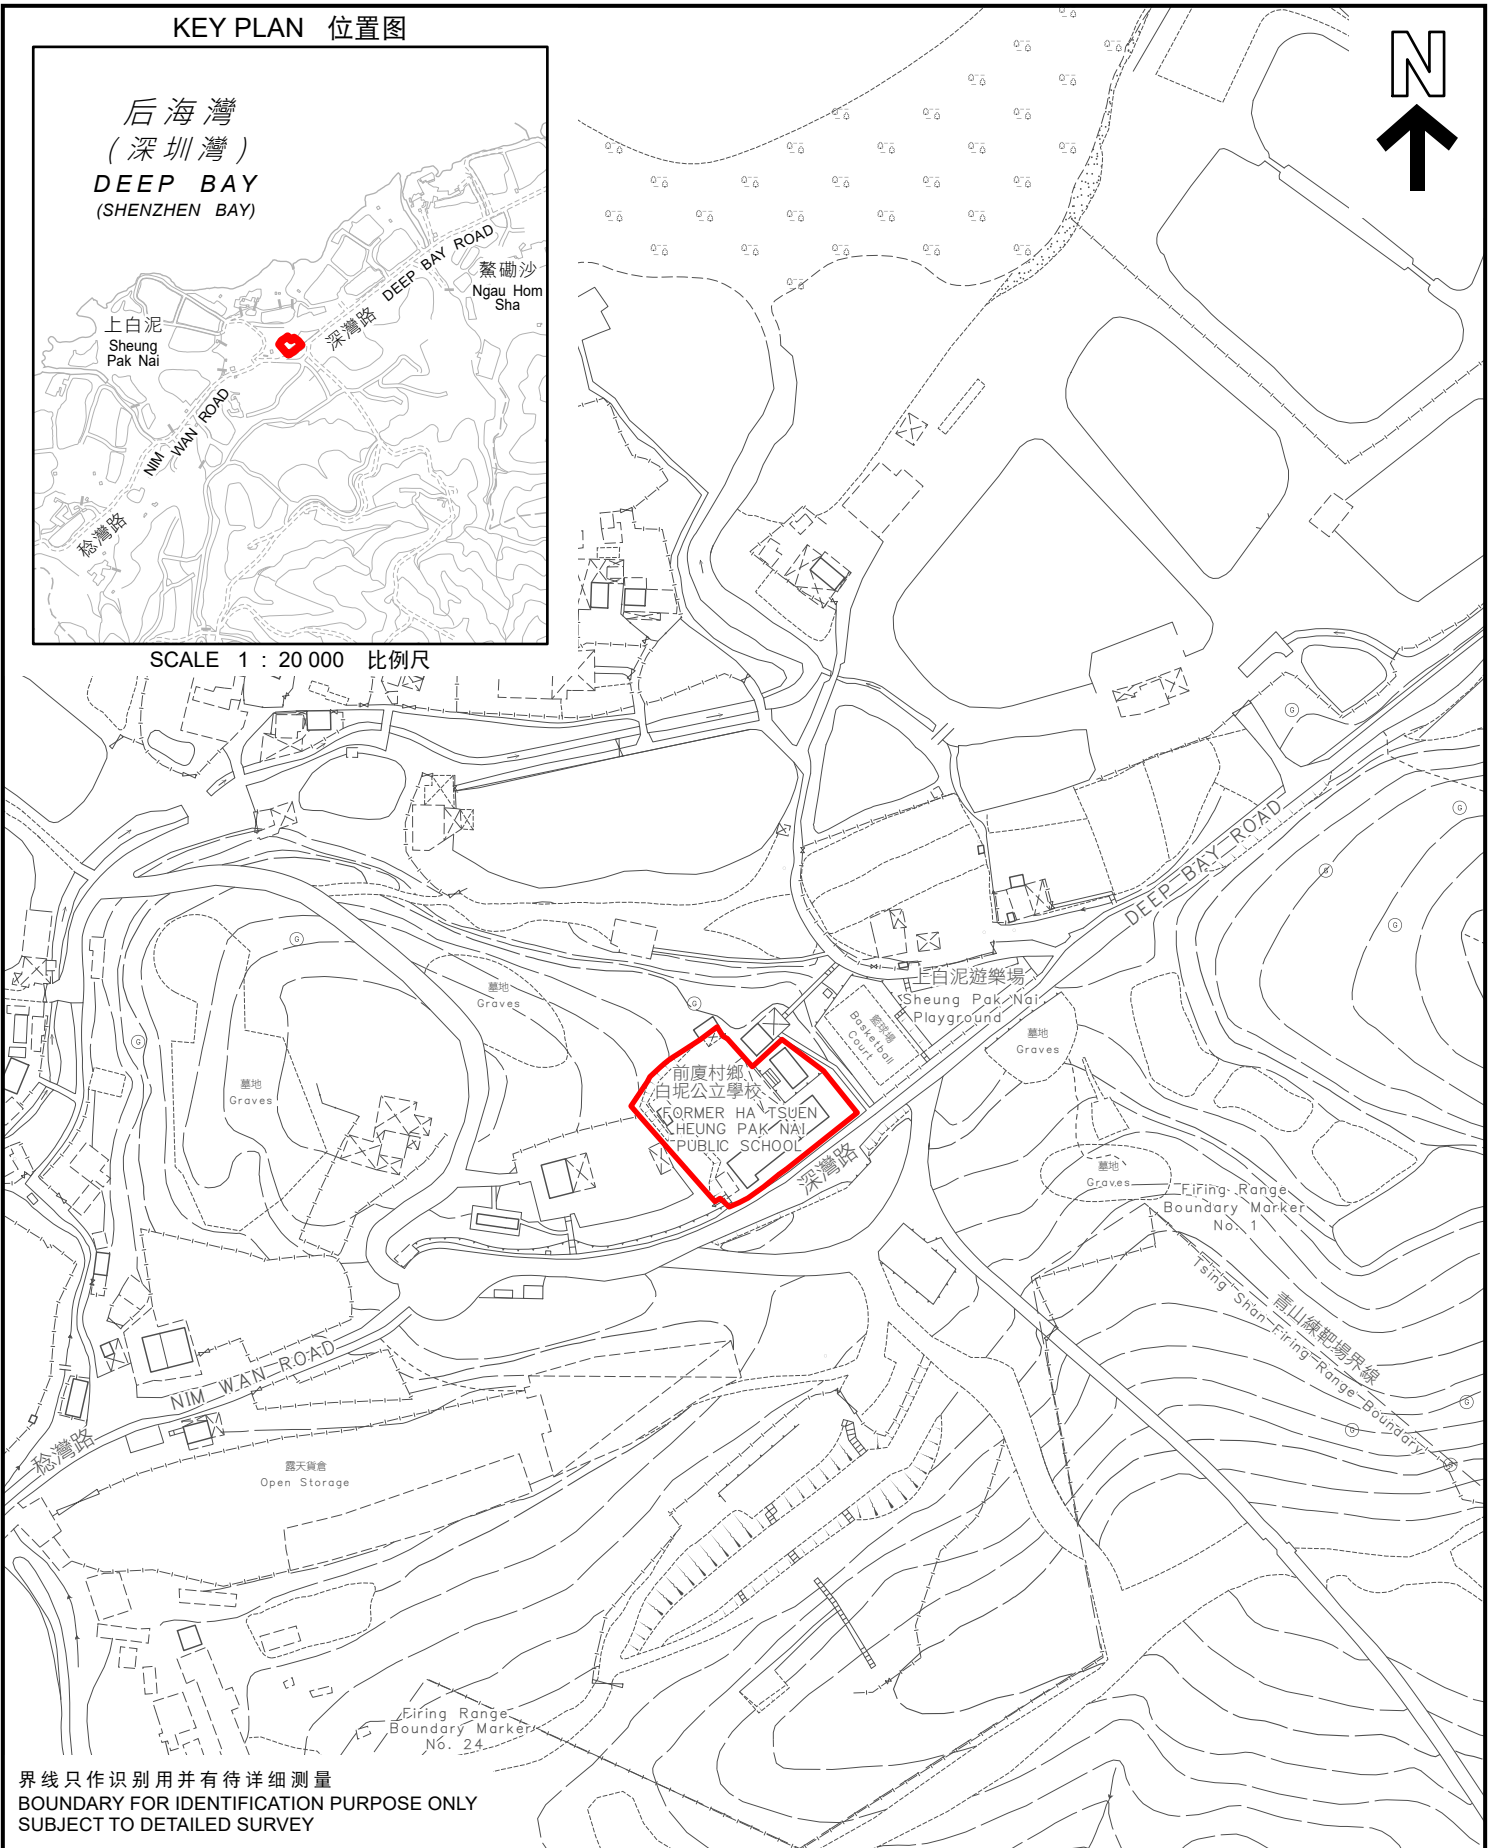 KEY PLAN 位置图
N
后海灣
(深圳灣)
DEEP BAY
(SHENZHEN BAY)
DEEP BAY ROAD
深灣路
鰲磡沙
Ngau Hom
Sha
上白泥
Sheung
Pak Nai
NIM WAN ROAD
稔灣路
SCALE 1 : 20 000 比例尺
G
G
G
DEEP BAY ROAD
G
G
上白泥遊樂場
Sheung Pak Nai
Playground
籃球場
Basketball
Court
墓地
Graves
G
G
墓地
Graves
墓地
Graves
前廈村鄉
白坭公立學校
FORMER HA TSUEN
HEUNG PAK NAI
PUBLIC SCHOOL
深灣路
墓地
Graves
Firing Range
Boundary Marker
No. 1
青山練靶場界線
Tsing Shan Firing Range Boundary
G
G
G
NIM WAN ROAD
稔灣路
露天貨倉
Open Storage
Firing Range
Boundary Marker
No. 24
界线只作识别用并有待详细测量
BOUNDARY FOR IDENTIFICATION PURPOSE ONLY
SUBJECT TO DETAILED SURVEY